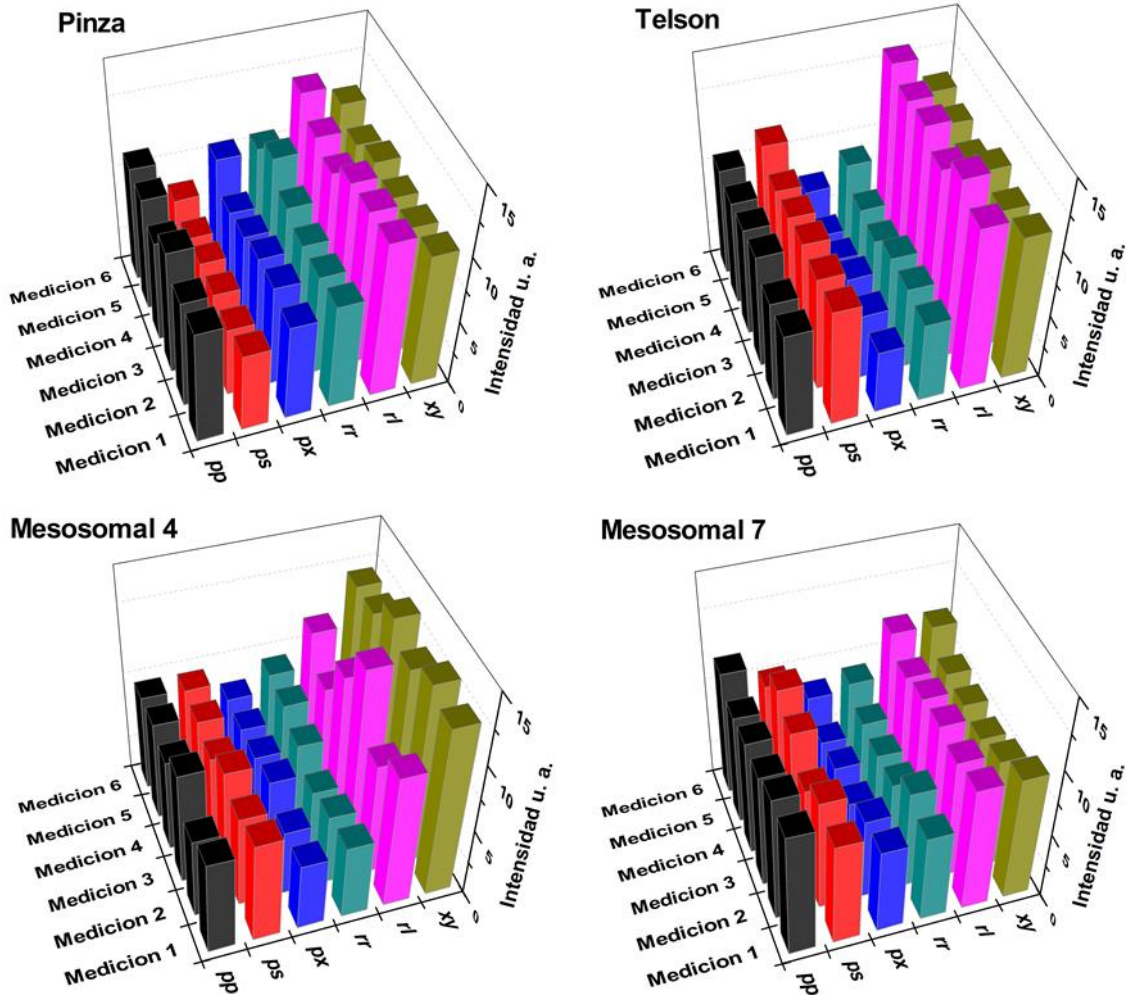 Pinza
15
10
5
0
Intensidad u. a.
Medicion 6
Medicion 5
Medicion 4
Medicion 3
Medicion 2
Medicion 1
pp
ps
px
rr
rl
xy
Telson
15
10
5
0
Intensidad u. a.
Medicion 6
Medicion 5
Medicion 4
Medicion 3
Medicion 2
Medicion 1
pp
ps
px
rr
rl
xy
Mesosomal 4
15
10
5
0
Intensidad u. a.
Medicion 6
Medicion 5
Medicion 4
Medicion 3
Medicion 2
Medicion 1
pp
ps
px
rr
rl
xy
Mesosomal 7
15
10
5
0
Intensidad u. a.
Medicion 6
Medicion 5
Medicion 4
Medicion 3
Medicion 2
Medicion 1
pp
ps
px
rr
rl
xy